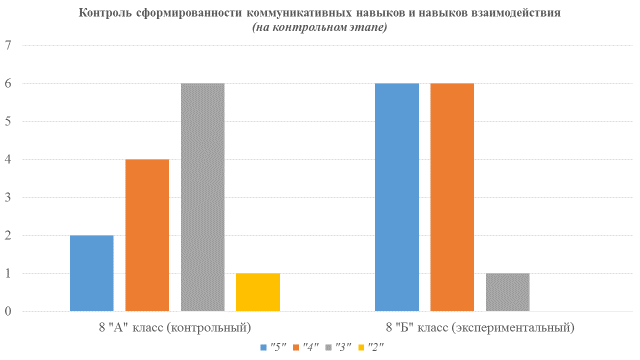 Контроль сформированности коммуникативных навыков и навыков взаимодействия
(на контрольном этапе)
7
6
5
4
3
2
1
0
8 "А" класс (контрольный) 8 "Б" класс (экспериментальный)
"5" "4" "3" "2"